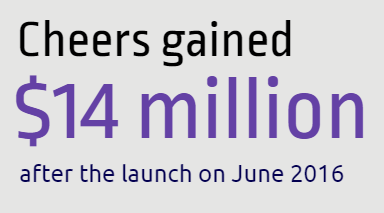 Cheers gained
$14 million
after the launch on June 2016